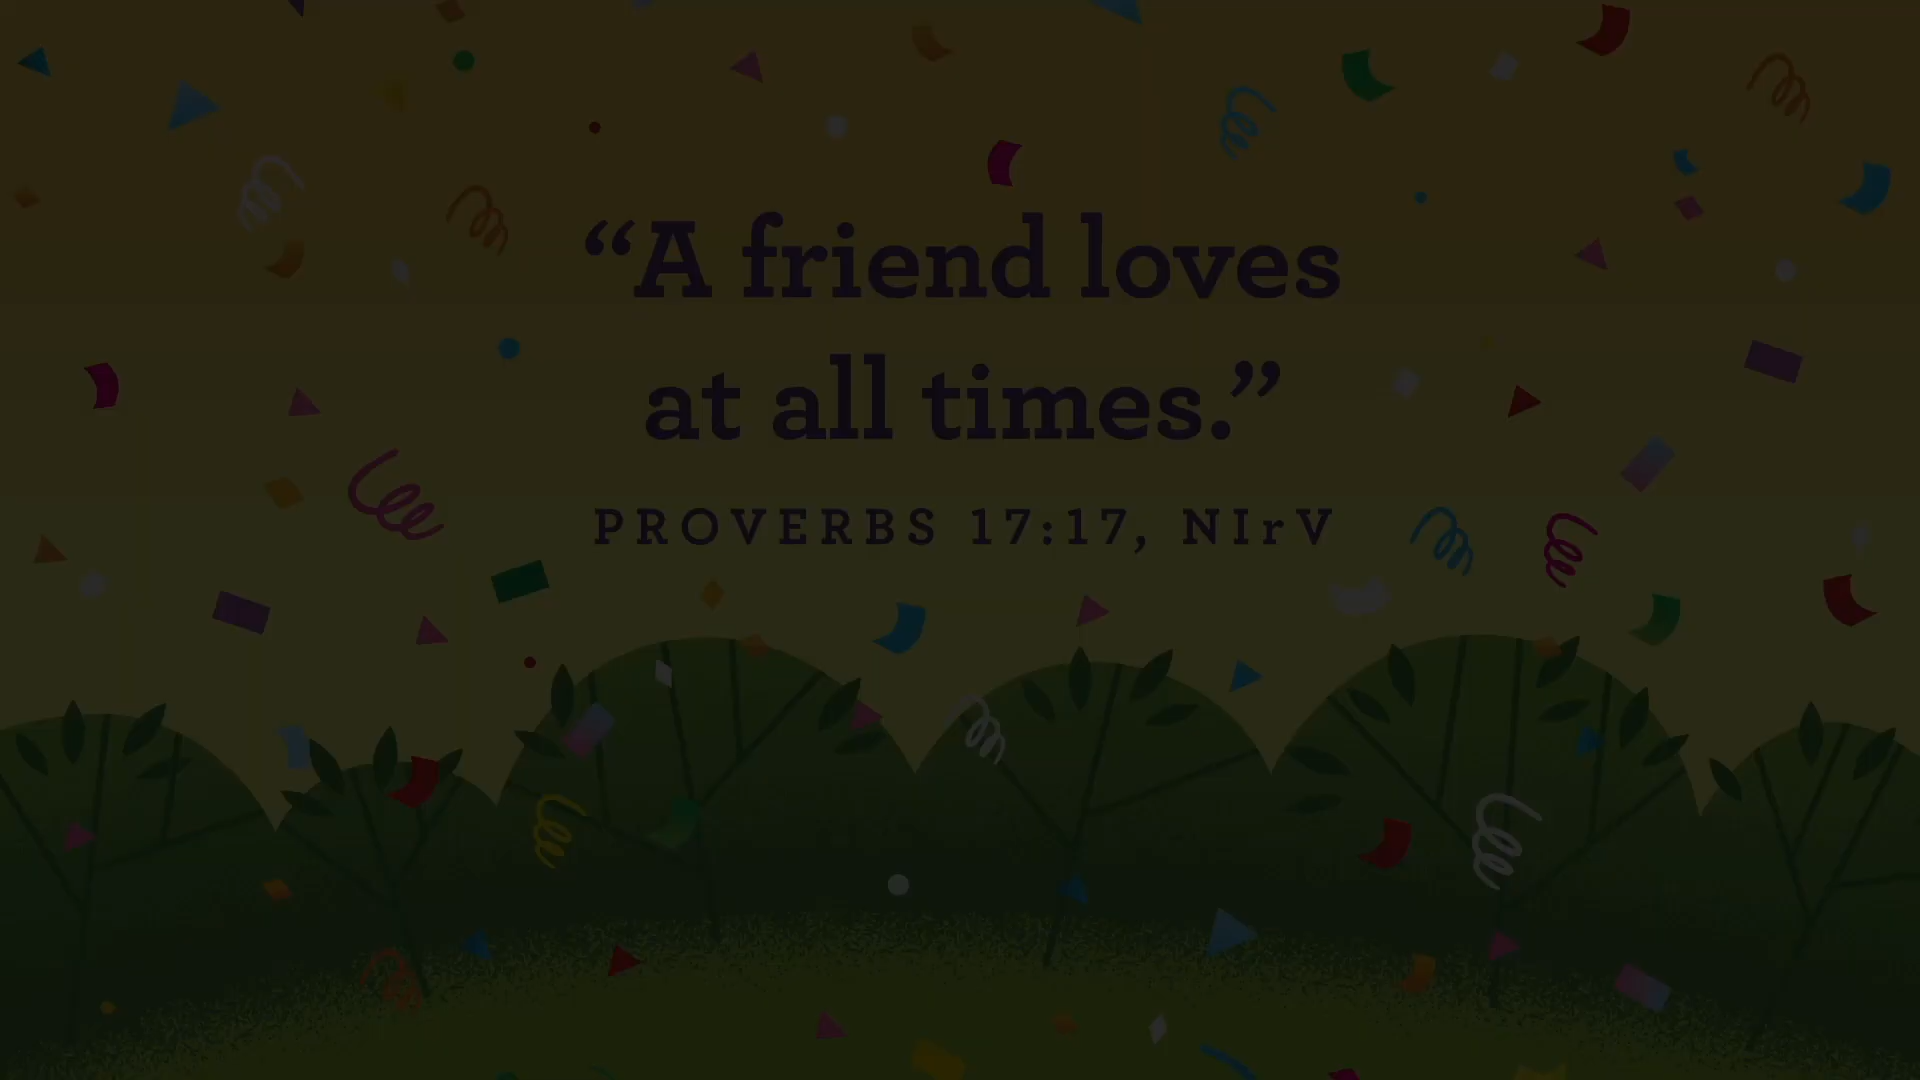 “A friend loves
at all times.”
PROVERBS 17:17, NIrV